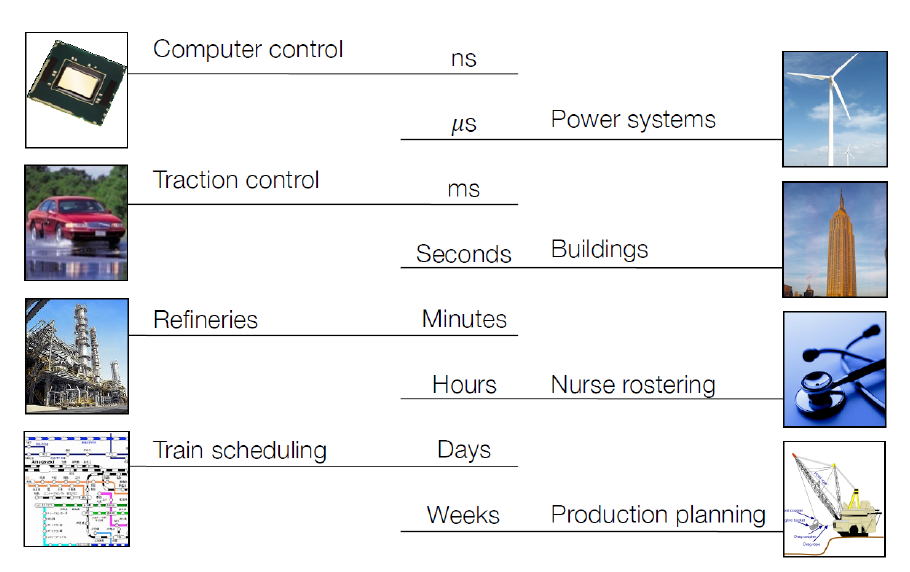 Computer control
ns
μs
Power systems
Traction control
ms
Seconds
Buildings
Refineries
Minutes
Hours
Nurse rostering
Train scheduling
Days
Weeks
Production planning